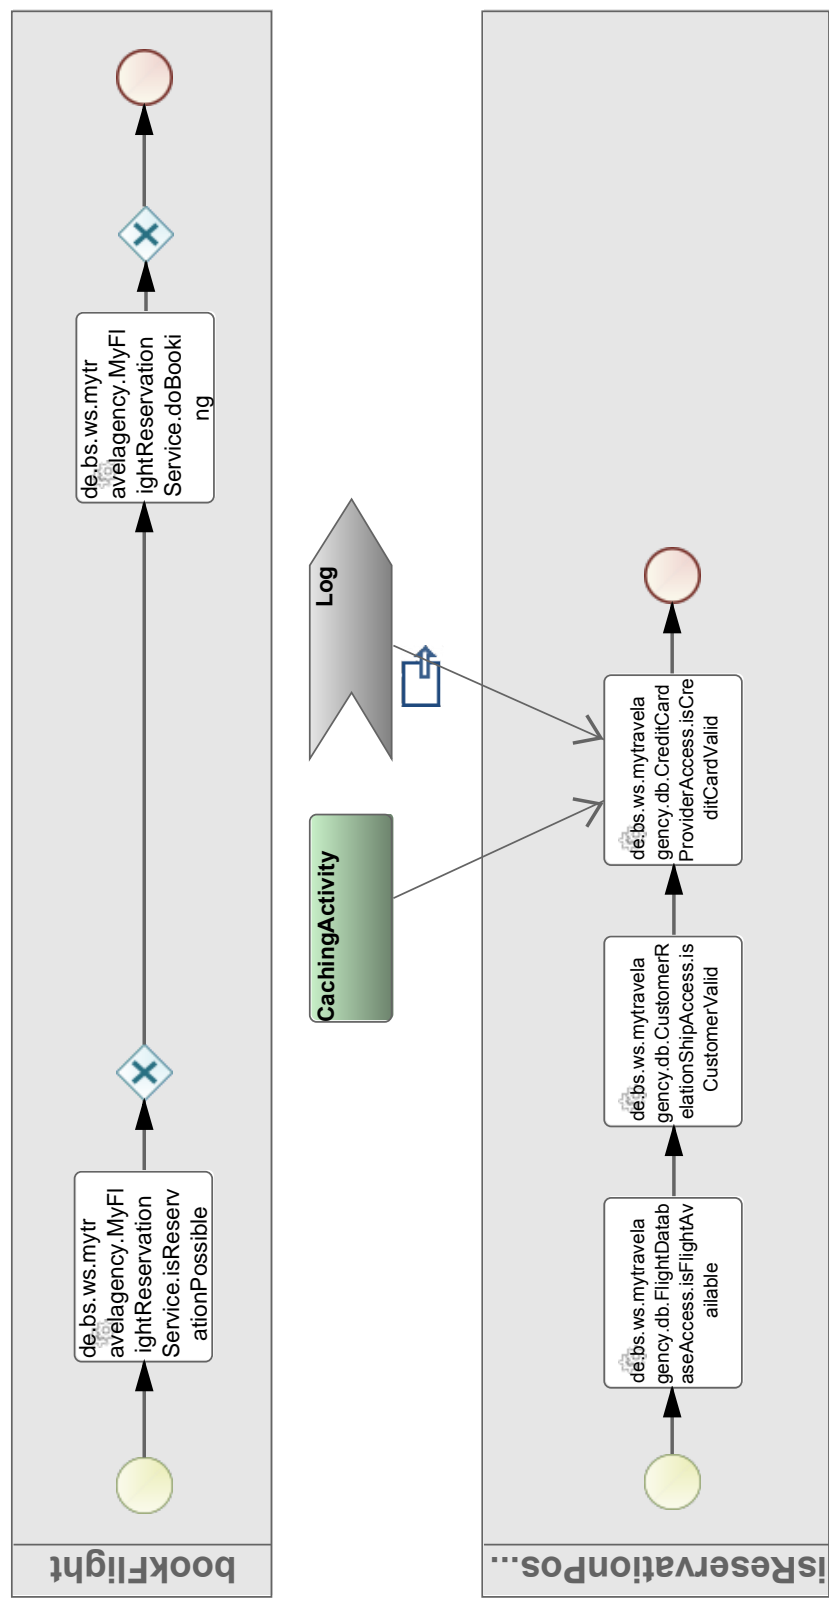 bookFlight
de.bs.ws.mytr
avelagency.MyFl
ightReservation
Service.isReserv
ationPossible
de.bs.ws.mytr
avelagency.MyFl
ightReservation
Service.doBooki
ng
CachingActivity
Log
isReservationPos...
de.bs.ws.mytravela
gency.db.FlightDatab
aseAccess.isFlightAv
ailable
de.bs.ws.mytravela
gency.db.CustomerR
elationShipAccess.is
CustomerValid
de.bs.ws.mytravela
gency.db.CreditCard
ProviderAccess.isCre
ditCardValid